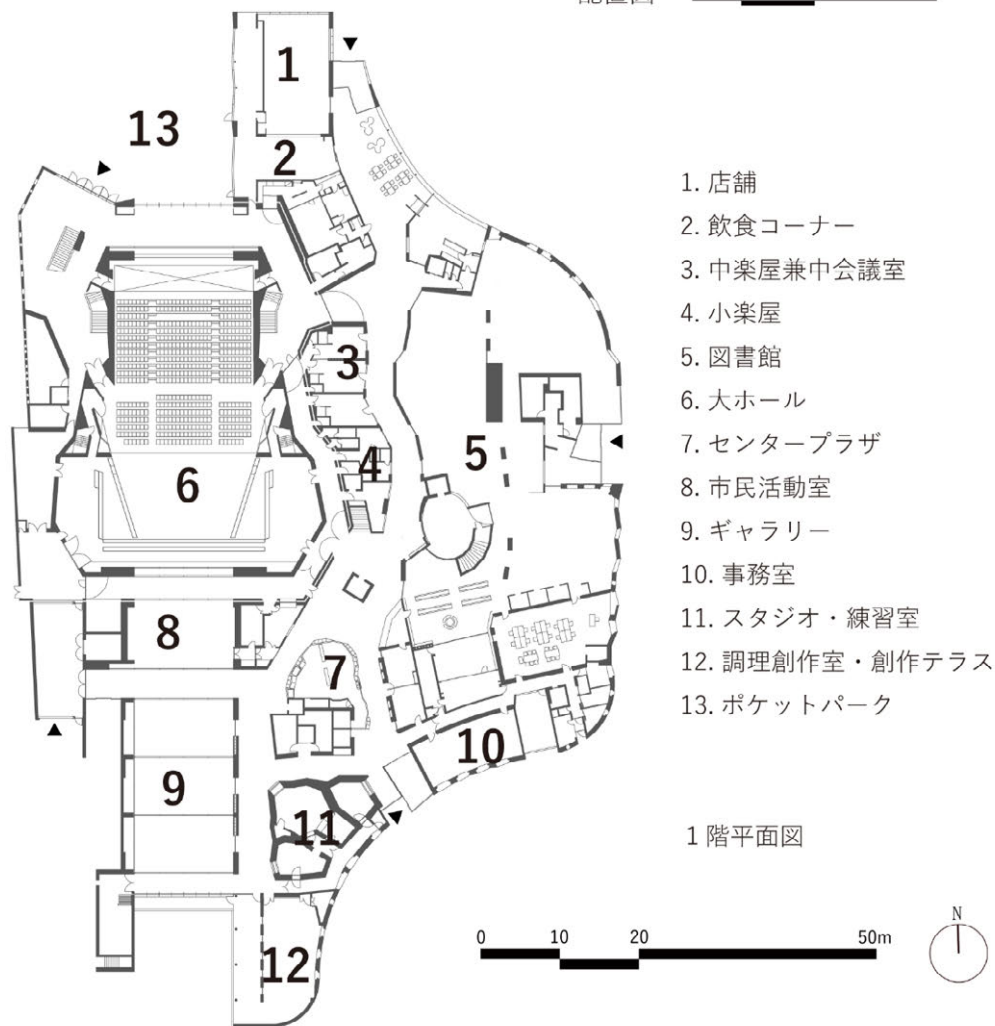 配置図
1
13
2
3
4
5
6
8
7
9
10
11
12
1. 店舗
2. 飲食コーナー
3. 中楽屋兼中会議室
4. 小楽屋
5. 図書館
6. 大ホール
7. センタープラザ
8. 市民活動室
9. ギャラリー
10. 事務室
11. スタジオ・練習室
12. 調理創作室・創作テラス
13. ポケットパーク
1 階平面図
0 10 20 50m
N